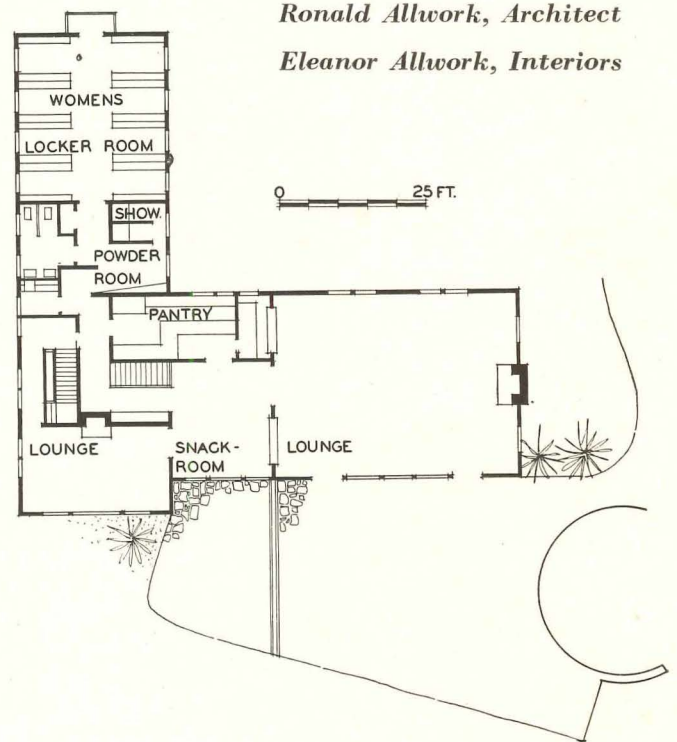 Ronald Allwork, Architect
Eleanor Allwork, Interiors
WOMENS
LOCKER ROOM
0 25 FT.
SHOW.
POWDER
ROOM
PANTRY
LOUNGE
SNACK-
ROOM
LOUNGE